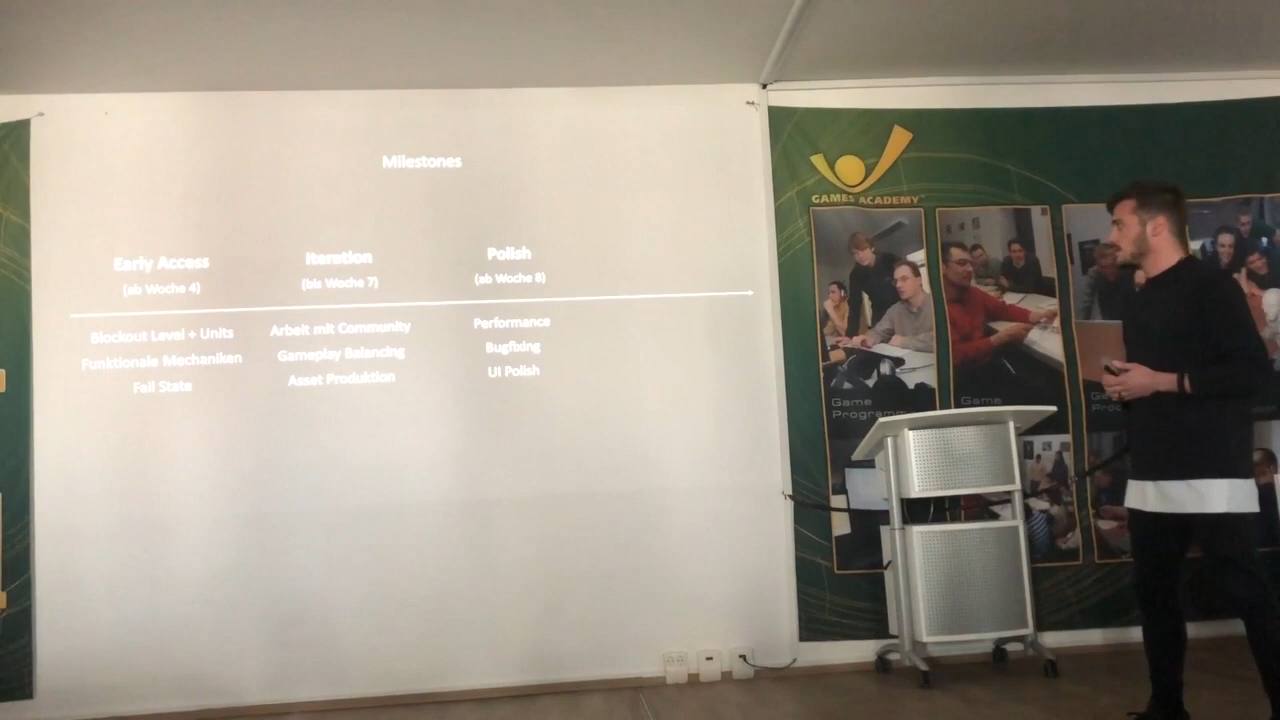 Milestones
Early Access
(ab Woche 4)
Iteration
(bis Woche 7)
Polish
(ab Woche 8)
Blockout Level + Units
Funktionale Mechaniken
Fail State
Arbeit mit Community
Gameplay Balancing
Asset Produktion
Performance
Bugfixing
UI Polish
GAMES ACADEMY
Game
Game